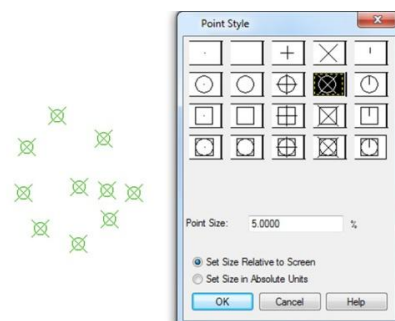 Point Style
Point Size: 5.0000 %
Set Size Relative to Screen
Set Size in Absolute Units
OK Cancel Help